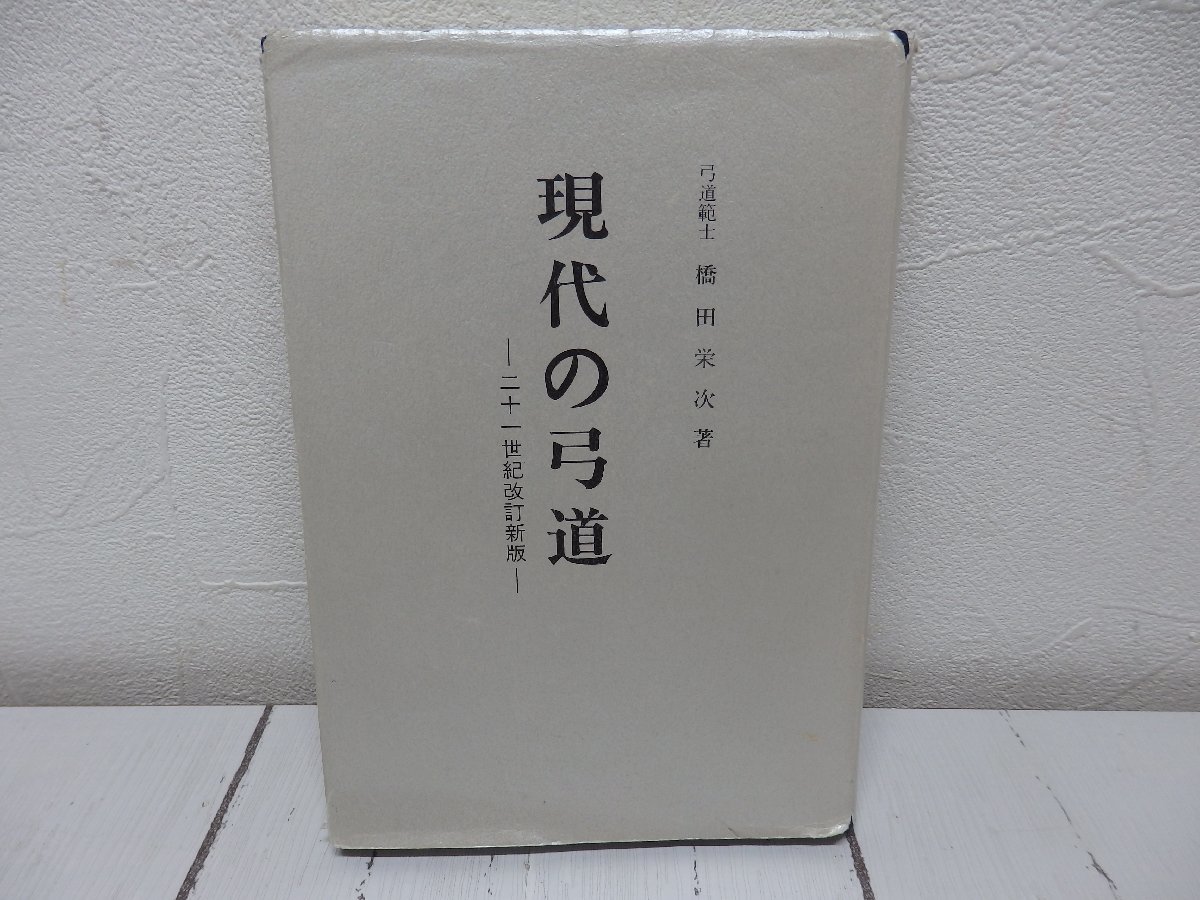 弓道範士 橋田栄次著
現代の弓道
―二十一世紀改訂新版―